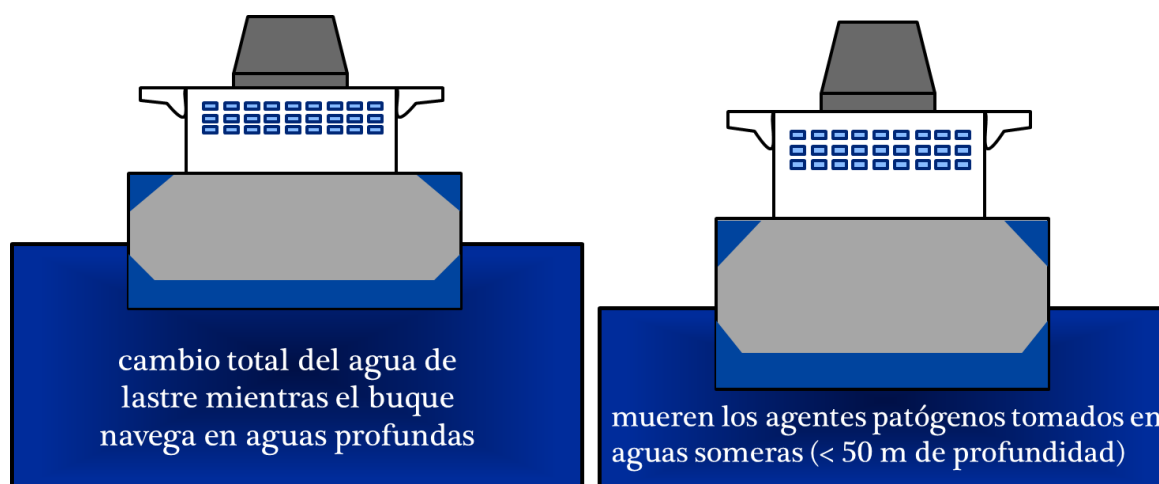 cambio total del agua de
lastre mientras el buque
navega en aguas profundas
mueren los agentes patógenos tomados en
aguas someras (< 50 m de profundidad)